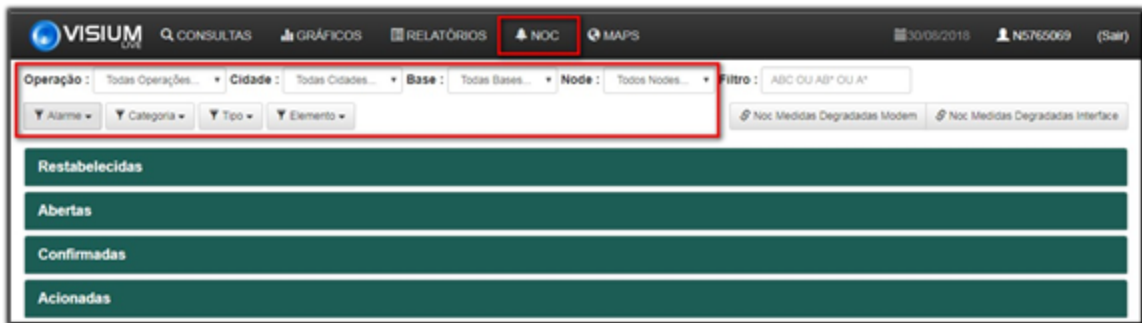 VISIUM LIVE CONSULTAS GRÁFICOS RELATÓRIOS NOC MAPS 30/08/2018 N5765069 (Sair)
Operação : Todas Operações... Cidade : Todas Cidades... Base : Todas Bases... Node : Todos Nodes... Filtro : ABC OU AB* OU A*
Alarme Categoria Tipo Elemento Noc Medidas Degradadas Modem Noc Medidas Degradadas Interface
Restabelecidas
Abertas
Confirmadas
Acionadas